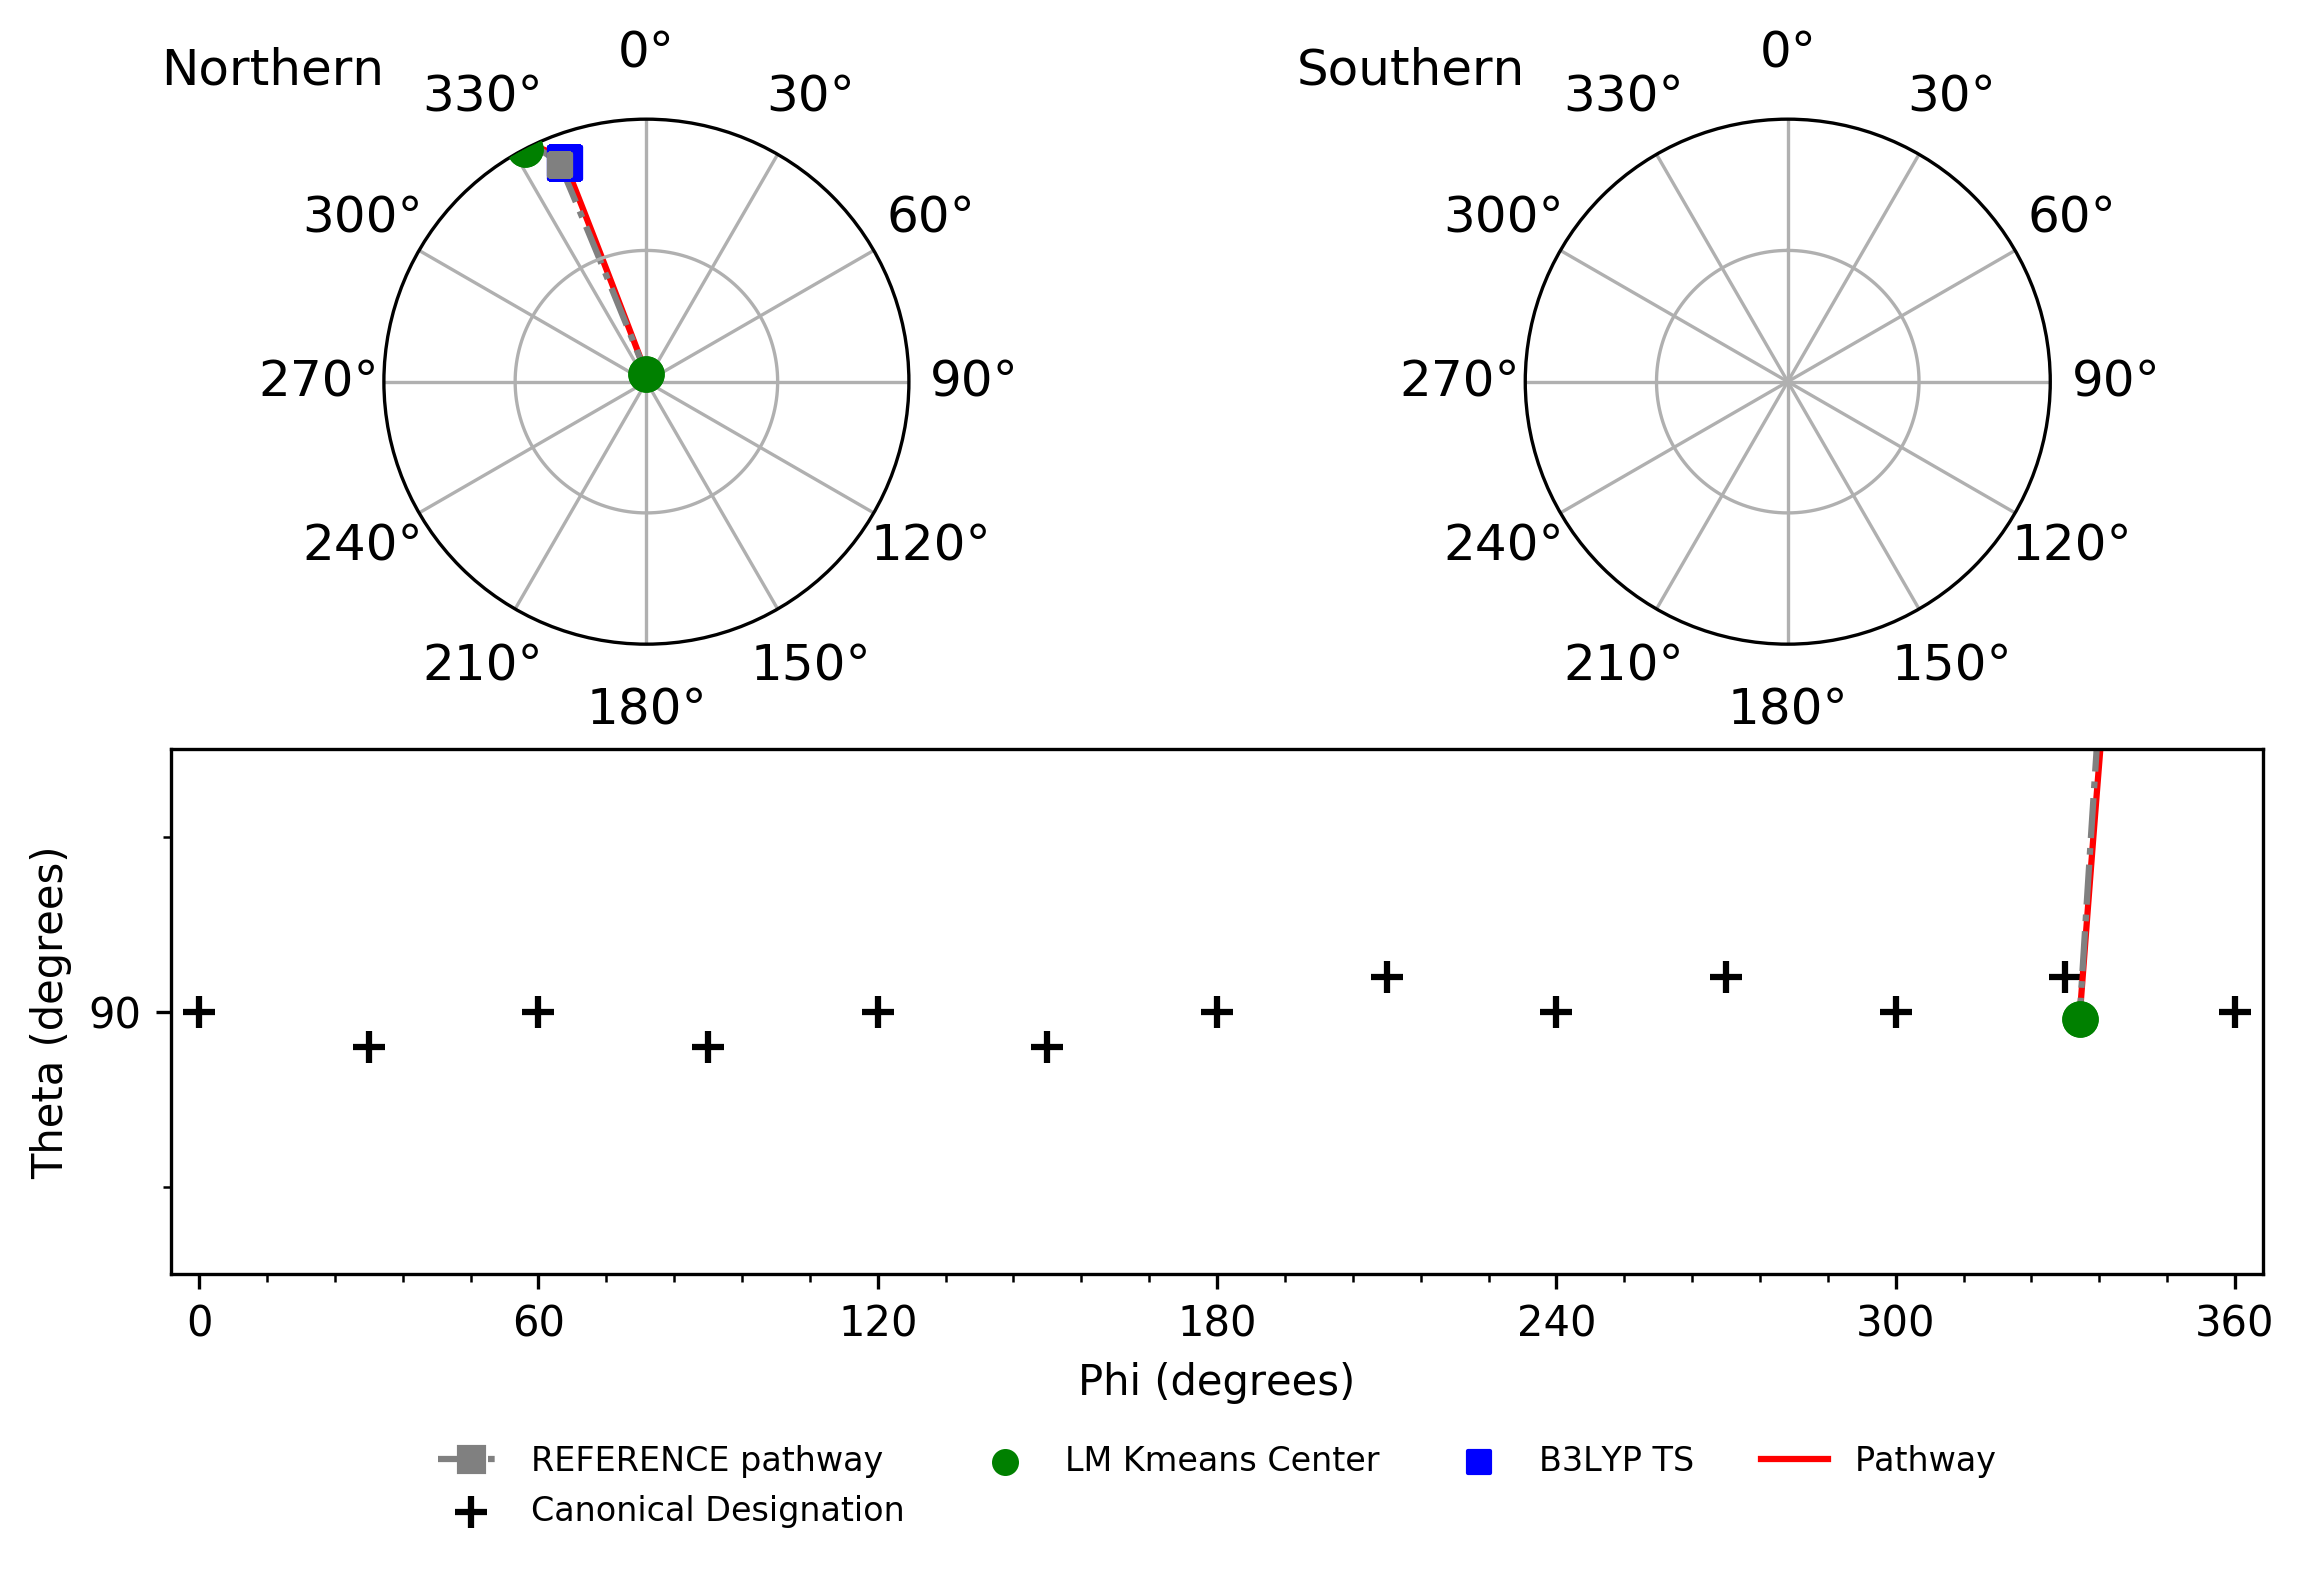 Northern
0°
30°
60°
90°
120°
150°
180°
210°
240°
270°
300°
330°
Southern
0°
30°
60°
90°
120°
150°
180°
210°
240°
270°
300°
330°
Theta (degrees)
90
0 60 120 180 240 300 360
Phi (degrees)
REFERENCE pathway
Canonical Designation
LM Kmeans Center
B3LYP TS
Pathway